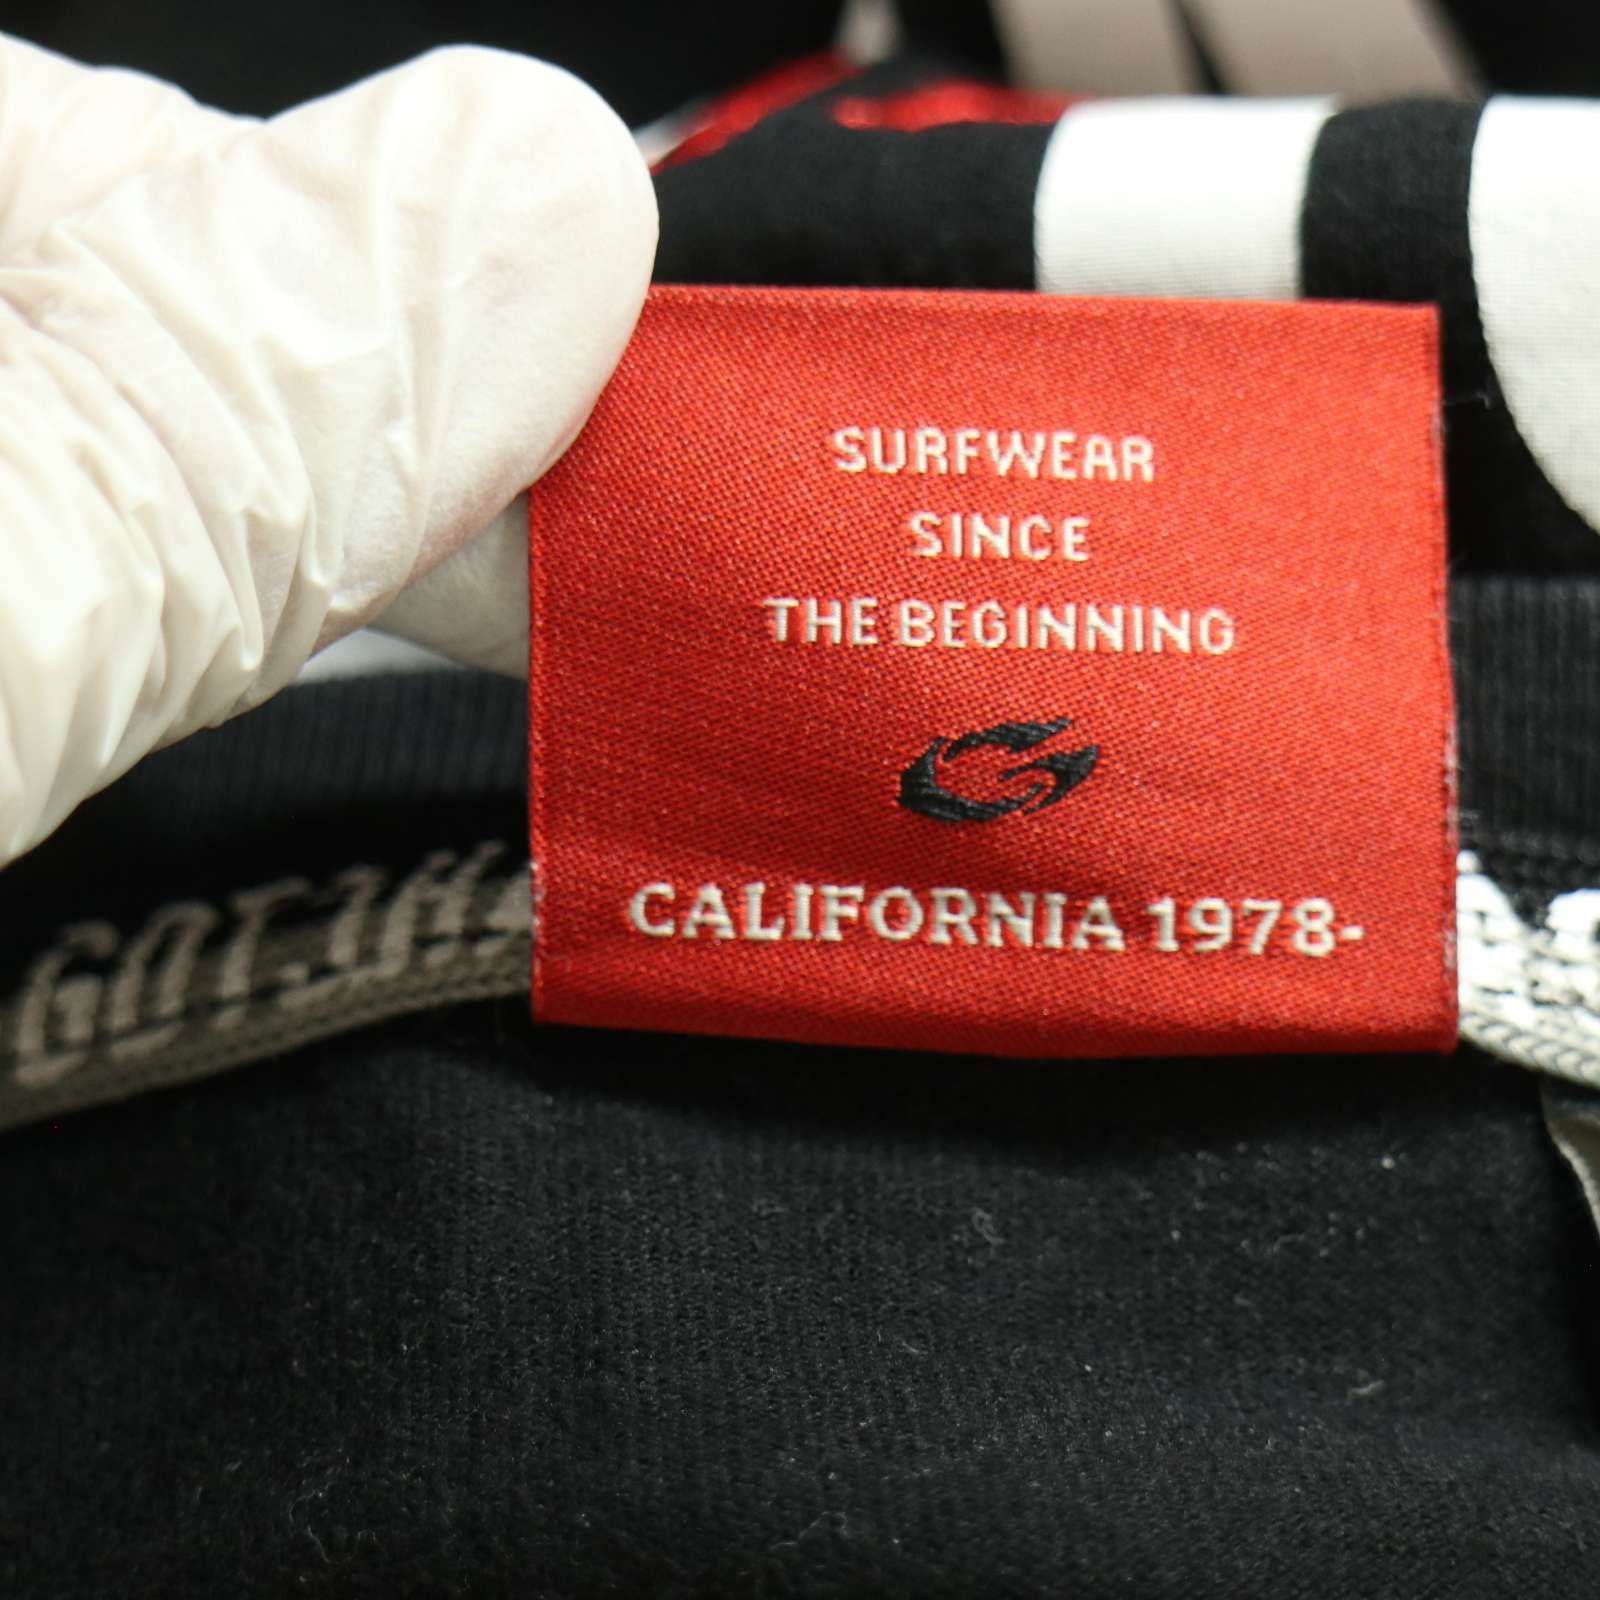 SURFWEAR
SINCE
THE BEGINNING
CALIFORNIA 1978-